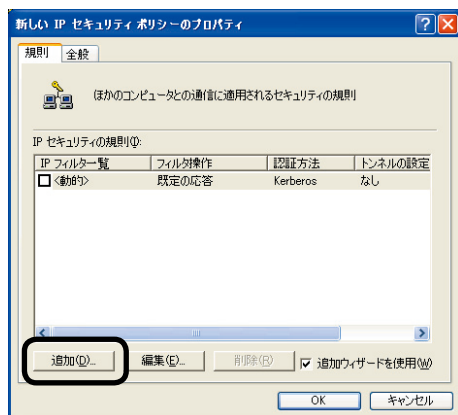 新しい IP セキュリティ ポリシーのプロパティ
規則 全般
ほかのコンピュータとの通信に適用されるセキュリティの規則
IP セキュリティの規則(I):
IP フィルタ一覧 フィルタ操作 認証方法 トンネルの設定
<動的> 既定の応答 Kerberos なし
追加(D)... 編集(E)... 削除(R) 追加ウィザードを使用(W)
OK キャンセル